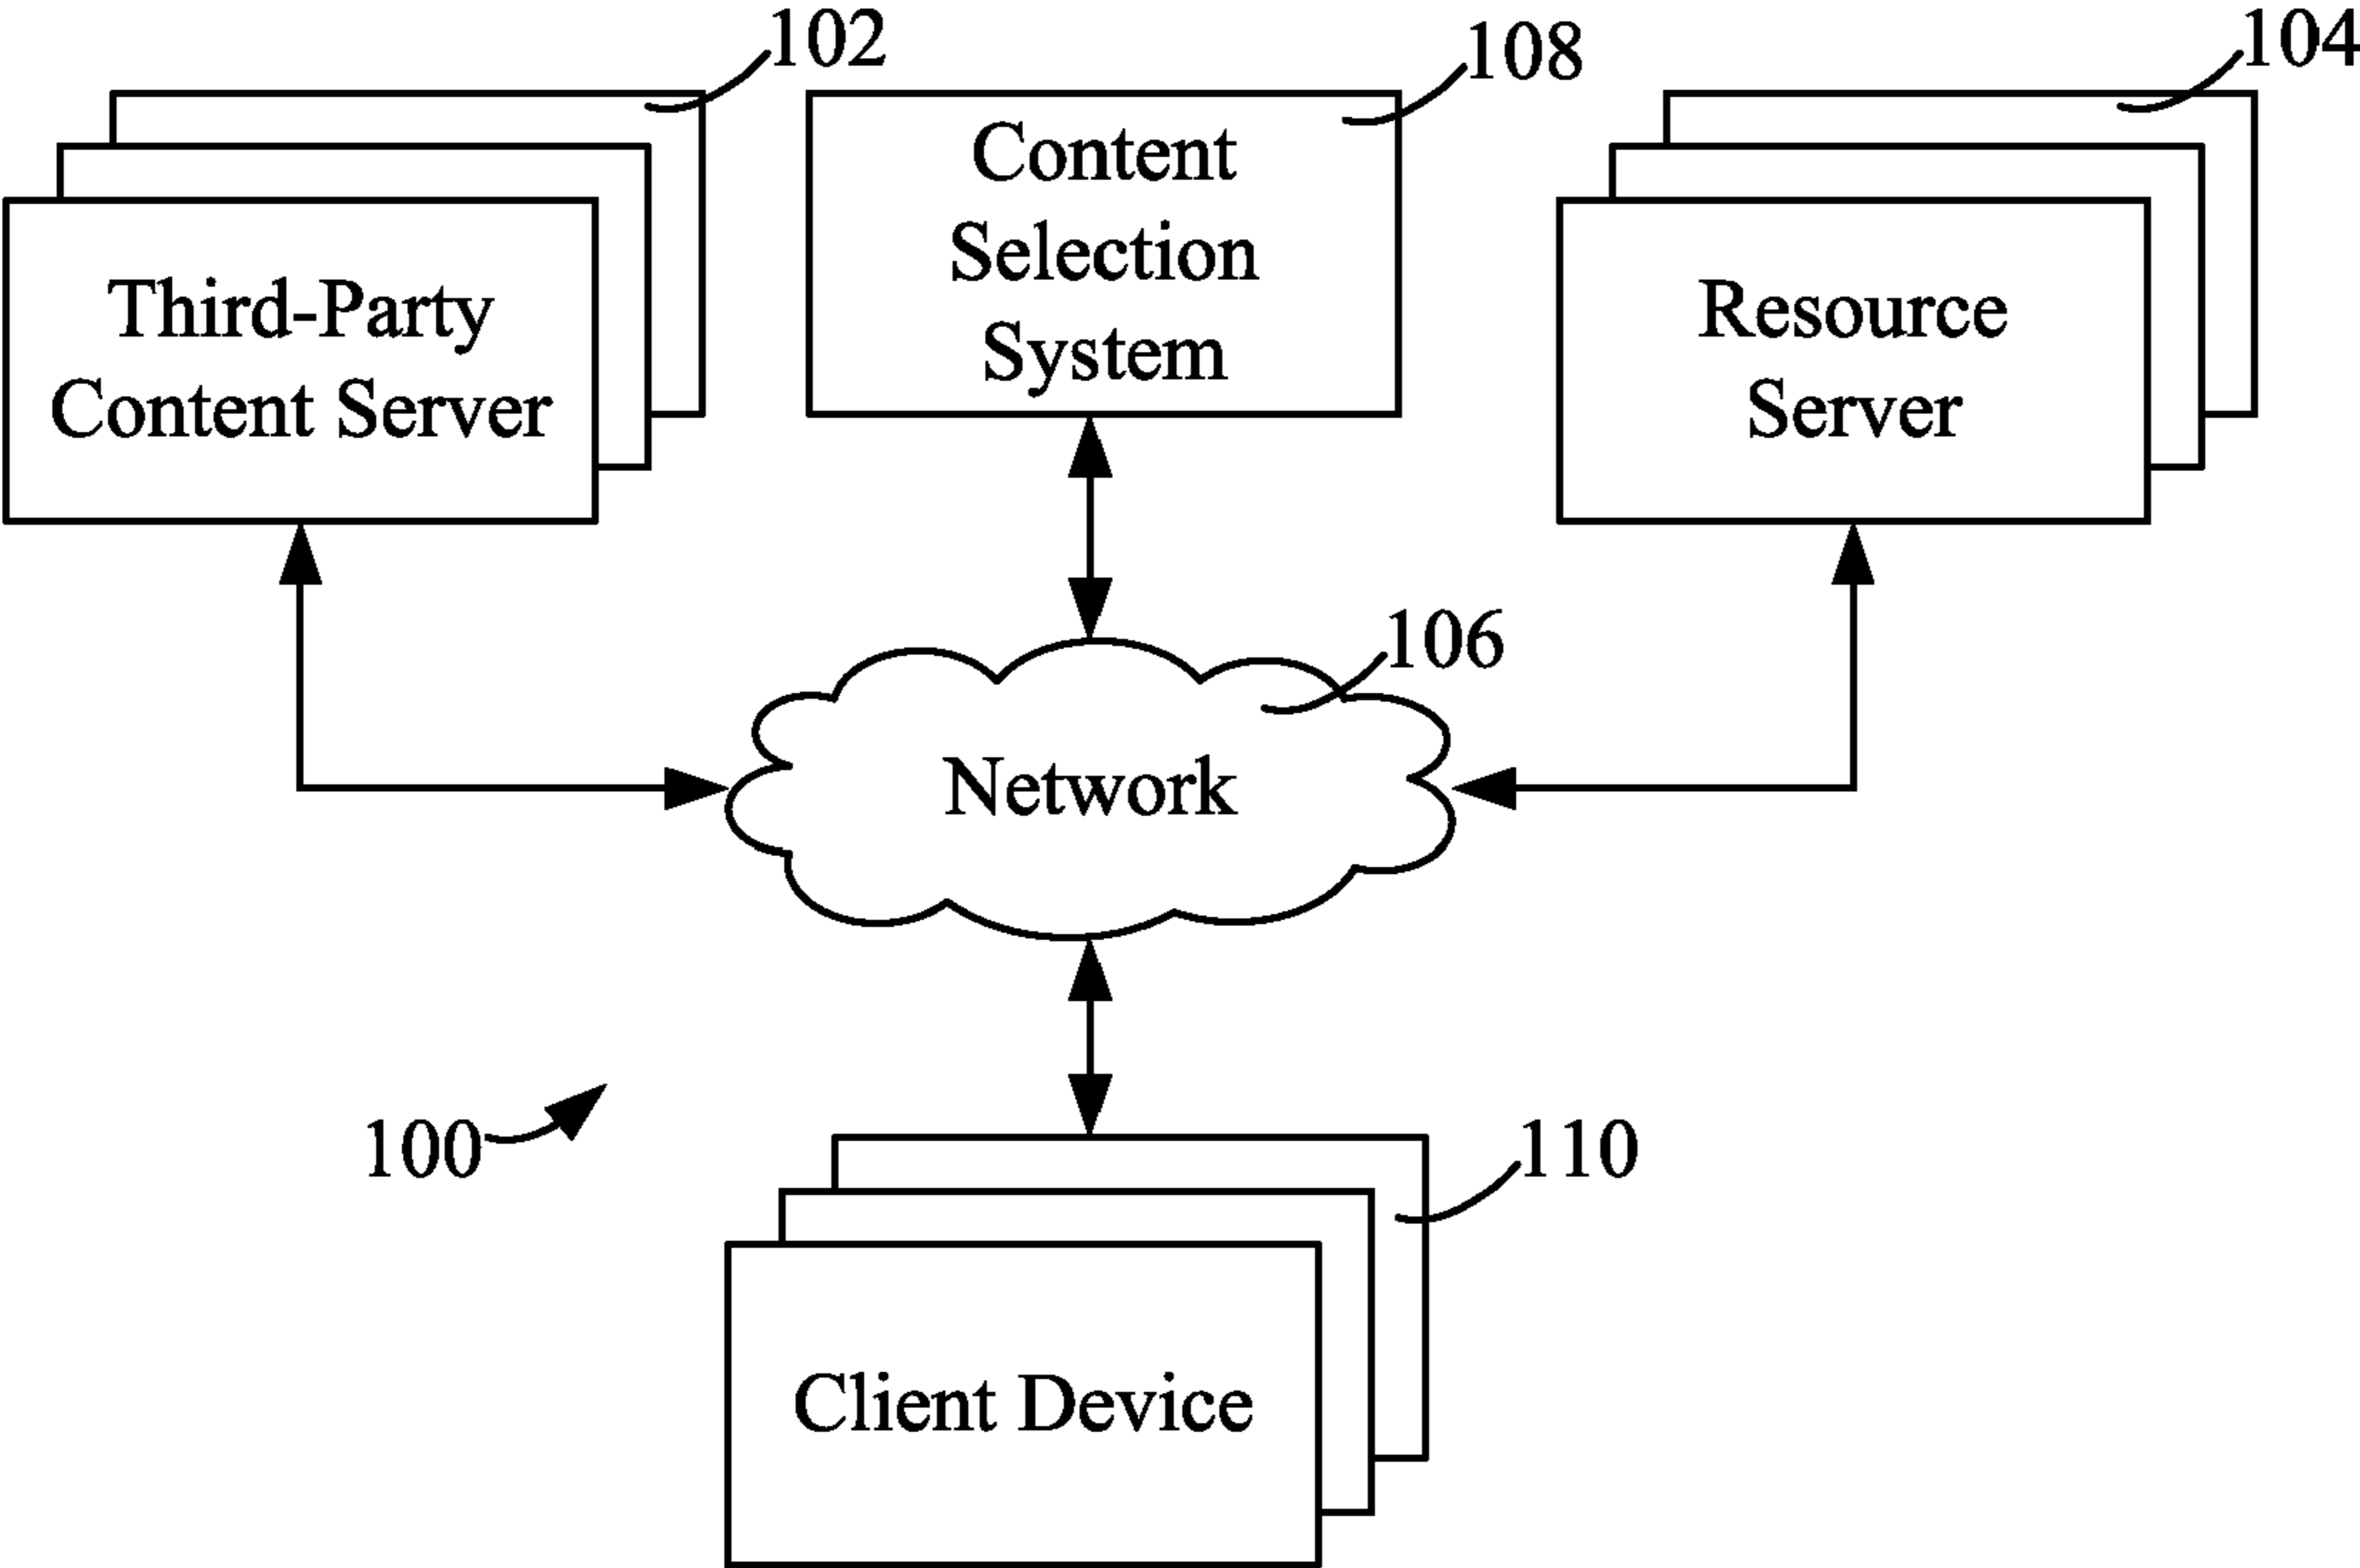 102
108
104
Content
Selection
System
Third-Party
Content Server
Resource
Server
106
Network
100
110
Client Device